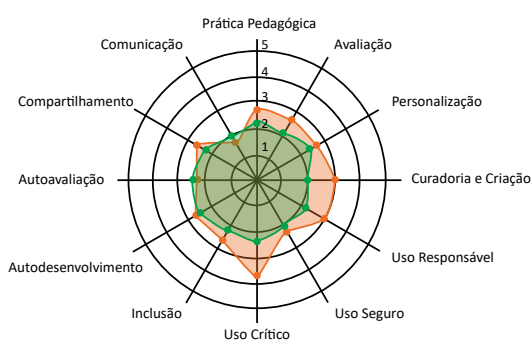 Prática Pedagógica
Comunicação
Avaliação
Compartilhamento
Personalização
Autoavaliação
Curadoria e Criação
Autodesenvolvimento
Uso Responsável
Inclusão
Uso Seguro
Uso Crítico
5
4
3
2
1